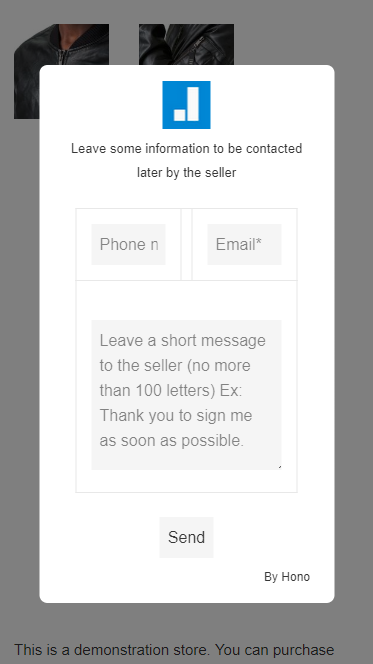 Leave some information to be contacted
later by the seller
Phone n
Email*
Leave a short message
to the seller (no more
than 100 letters) Ex:
Thank you to sign me
as soon as possible.
Send
By Hono
This is a demonstration store. You can purchase